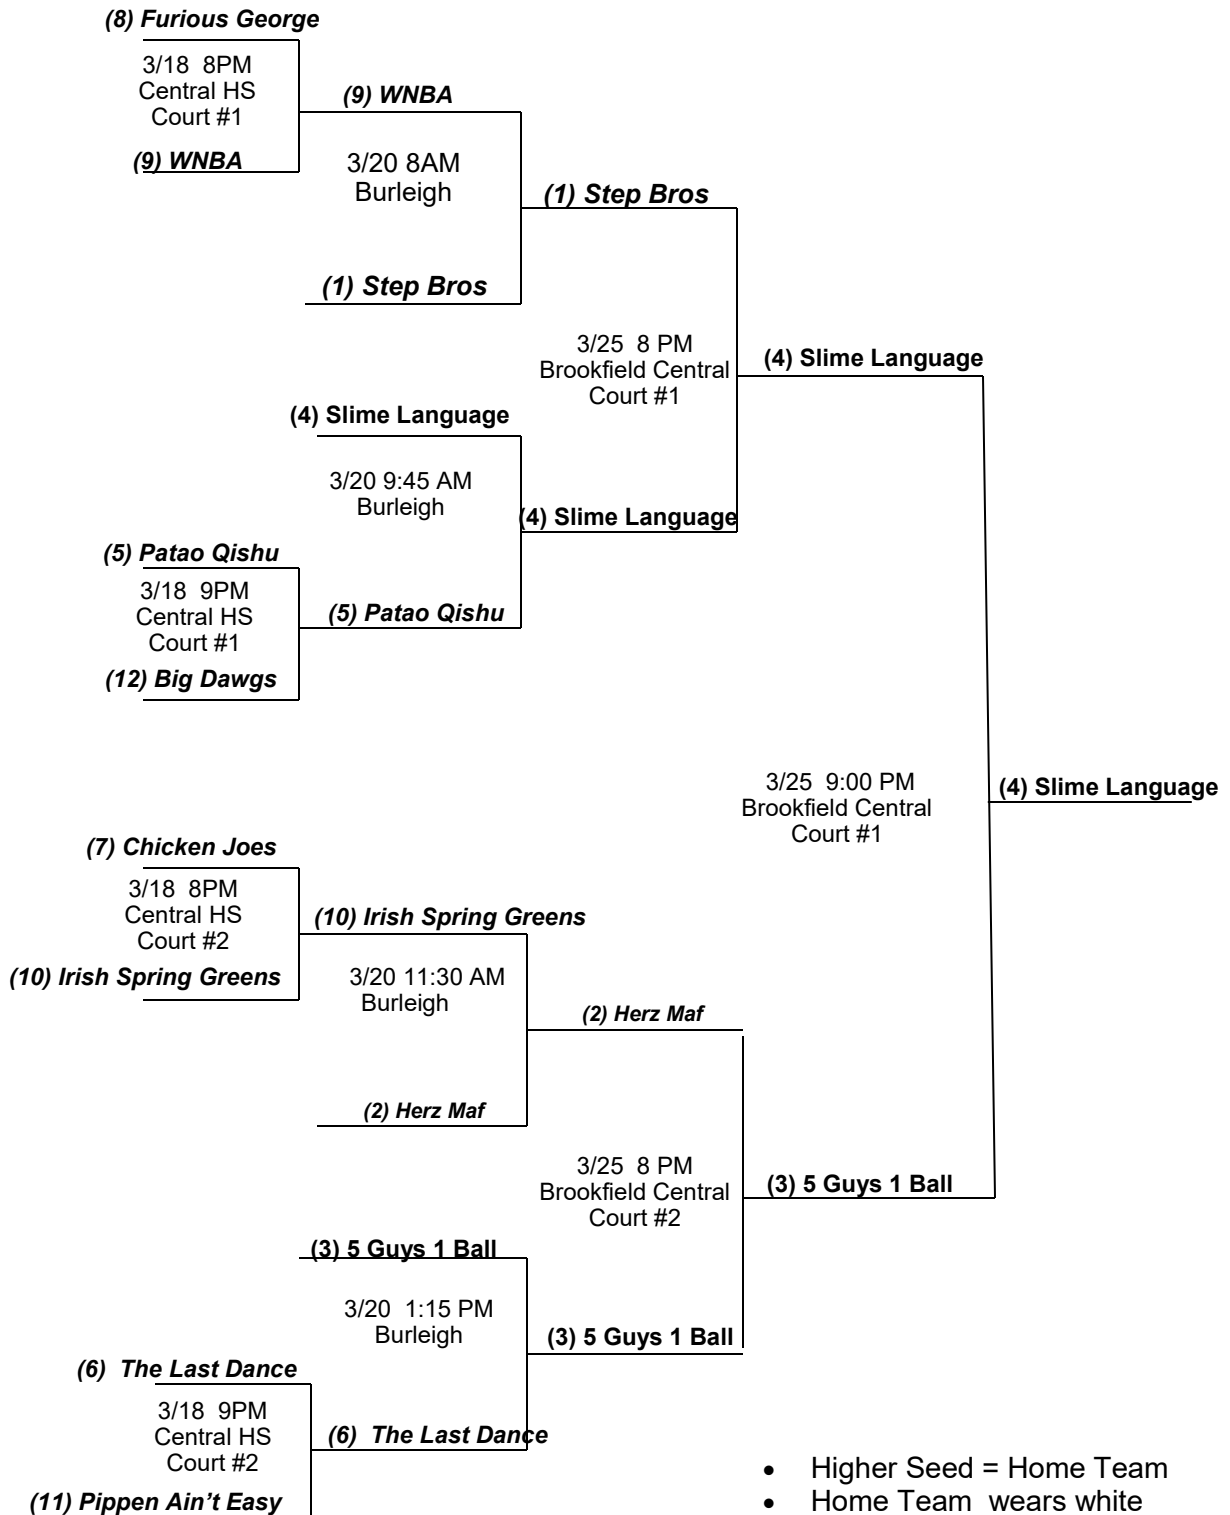 (8) Furious George
3/18 8PM
Central HS
Court #1
(9) WNBA
(9) WNBA
3/20 8AM
Burleigh
(1) Step Bros
(1) Step Bros
3/25 8 PM
Brookfield Central
Court #1
(4) Slime Language
(4) Slime Language
3/20 9:45 AM
Burleigh
(4) Slime Language
(5) Patao Qishu
3/18 9PM
Central HS
Court #1
(5) Patao Qishu
(12) Big Dawgs
3/25 9:00 PM
Brookfield Central
Court #1
(4) Slime Language
(7) Chicken Joes
3/18 8PM
Central HS
Court #2
(10) Irish Spring Greens
(10) Irish Spring Greens
3/20 11:30 AM
Burleigh
(2) Herz Maf
(2) Herz Maf
3/25 8 PM
Brookfield Central
Court #2
(3) 5 Guys 1 Ball
(3) 5 Guys 1 Ball
3/20 1:15 PM
Burleigh
(3) 5 Guys 1 Ball
(6) The Last Dance
3/18 9PM
Central HS
Court #2
(6) The Last Dance
(11) Pippen Ain't Easy
• Higher Seed = Home Team
• Home Team wears white